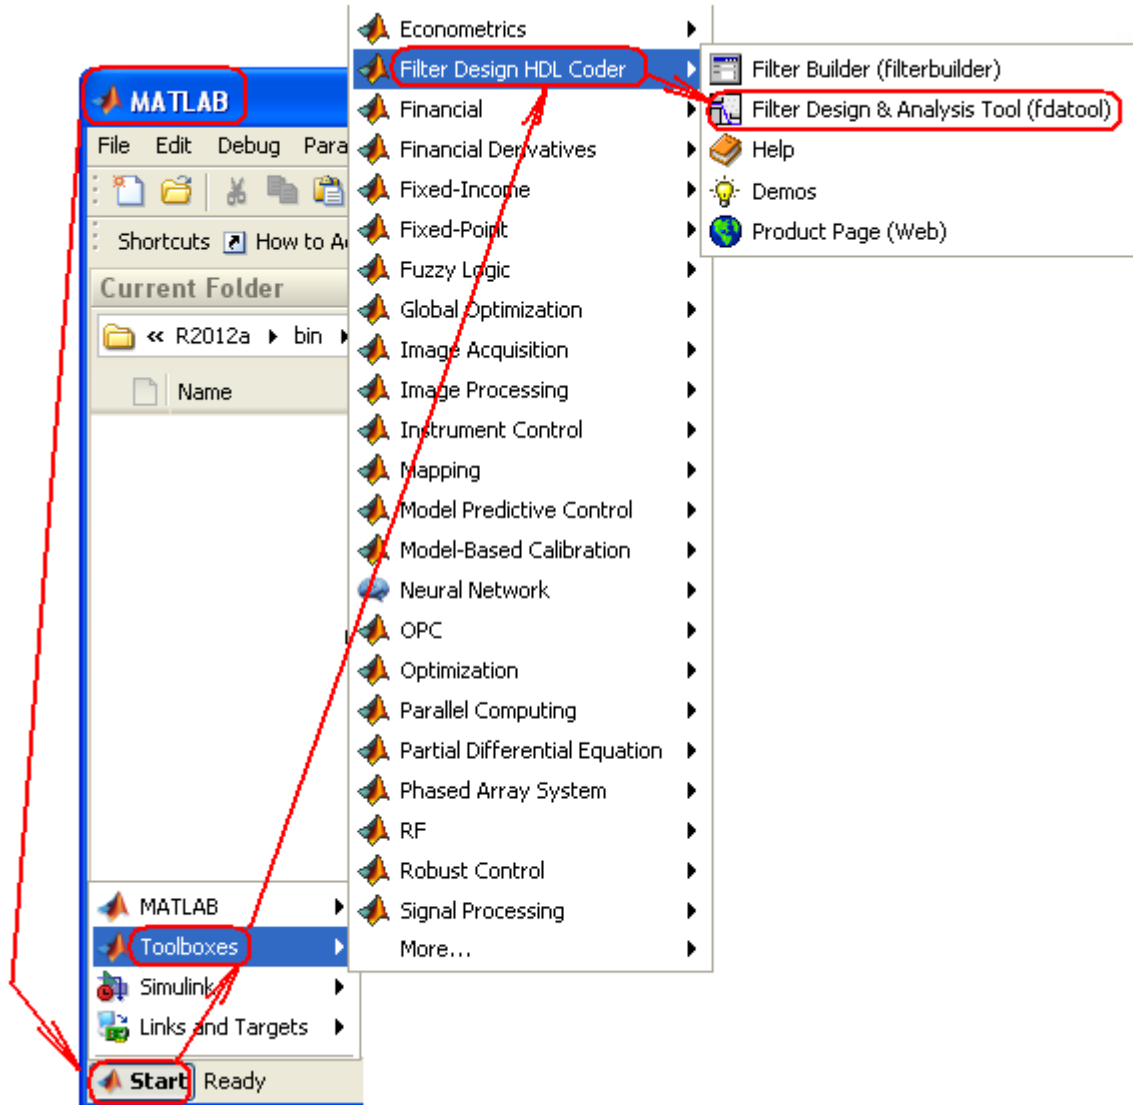 MATLAB
File Edit Debug Para
Shortcuts How to A
Current Folder
« R2012a bin
Name
MATLAB
Toolboxes
Simulink
Links and Targets
Start Ready
Econometrics
Filter Design HDL Coder
Financial
Financial Derivatives
Fixed-Income
Fixed-Point
Fuzzy Logic
Global Optimization
Image Acquisition
Image Processing
Instrument Control
Mapping
Model Predictive Control
Model-Based Calibration
Neural Network
OPC
Optimization
Parallel Computing
Partial Differential Equation
Phased Array System
RF
Robust Control
Signal Processing
More...
Filter Builder (filterbuilder)
Filter Design & Analysis Tool (fdatool)
Help
Demos
Product Page (Web)